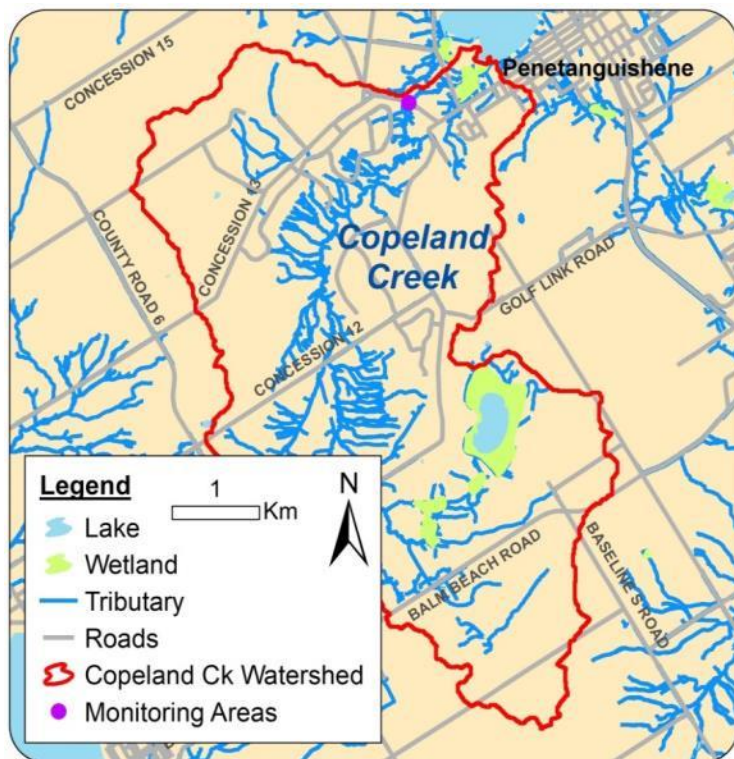 CONCESSION 15
Penetanguishene
CONCESSION 13
COUNTY ROAD 6
Copeland
Creek
GOLF LINK ROAD
CONCESSION 12
BALM BEACH ROAD
BASELINE S ROAD
Legend
1
Km
N
Lake
Wetland
Tributary
Roads
Copeland Ck Watershed
Monitoring Areas